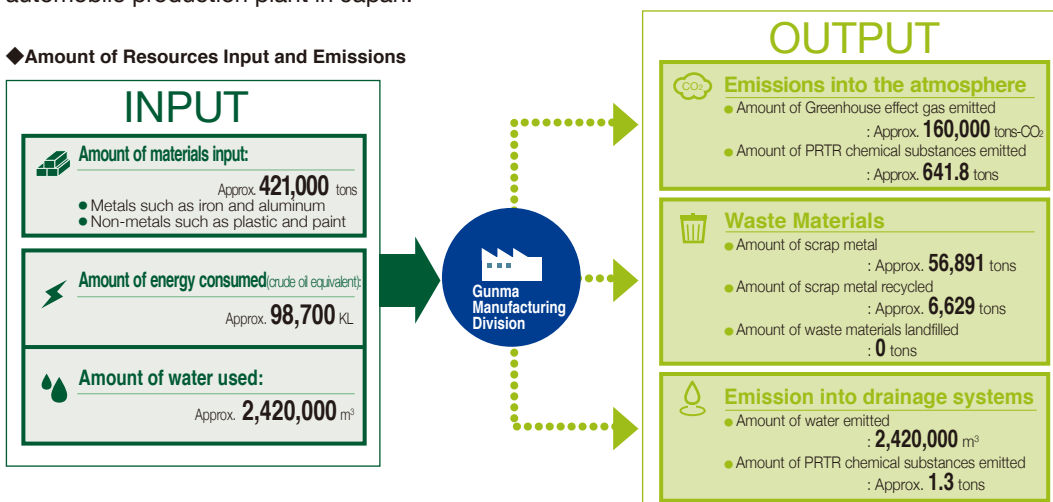 automobile production plant in Japan.
◆Amount of Resources Input and Emissions
INPUT
Amount of materials input:
Approx. 421,000 tons
● Metals such as iron and aluminum
● Non-metals such as plastic and paint
Amount of energy consumed(crude oil equivalent):
Approx. 98,700 KL
Amount of water used:
Approx. 2,420,000 m³
Gunma
Manufacturing
Division
OUTPUT
CO₂
Emissions into the atmosphere
● Amount of Greenhouse effect gas emitted
: Approx. 160,000 tons-CO₂
● Amount of PRTR chemical substances emitted
: Approx. 641.8 tons
Waste Materials
● Amount of scrap metal
: Approx. 56,891 tons
● Amount of scrap metal recycled
: Approx. 6,629 tons
● Amount of waste materials landfilled
: 0 tons
Emission into drainage systems
● Amount of water emitted
: 2,420,000 m³
● Amount of PRTR chemical substances emitted
: Approx. 1.3 tons